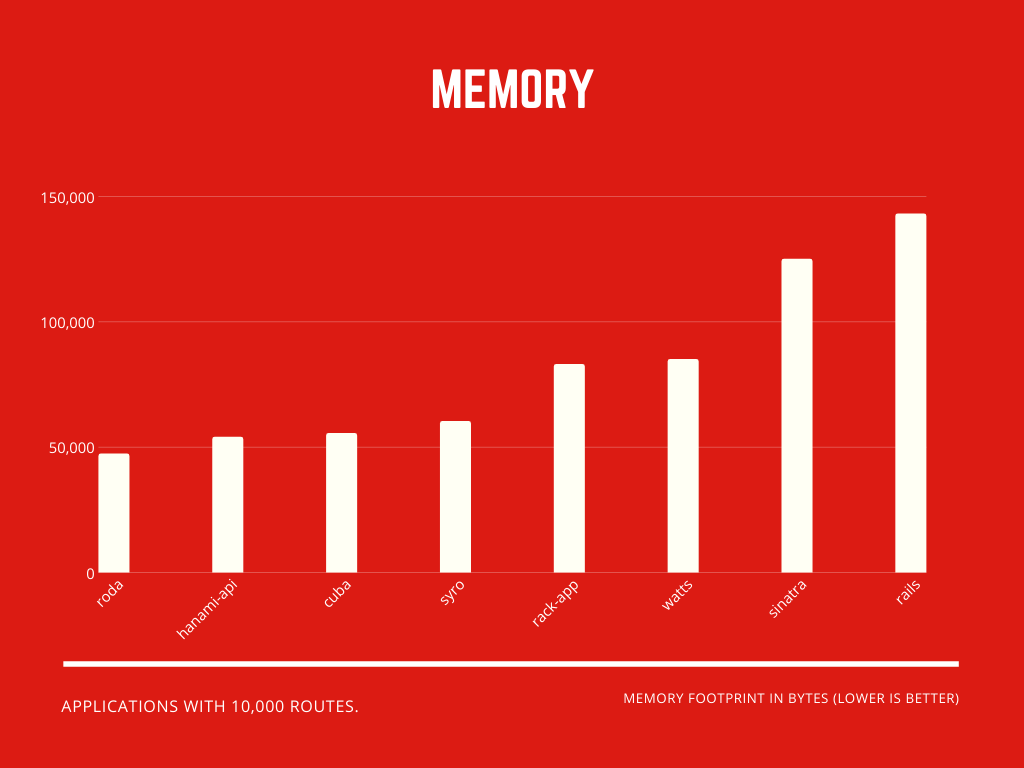 MEMORY
150,000
100,000
50,000
0
roda
hanami-api
cuba
syro
rack-app
watts
sinatra
rails
APPLICATIONS WITH 10,000 ROUTES.
MEMORY FOOTPRINT IN BYTES (LOWER IS BETTER)